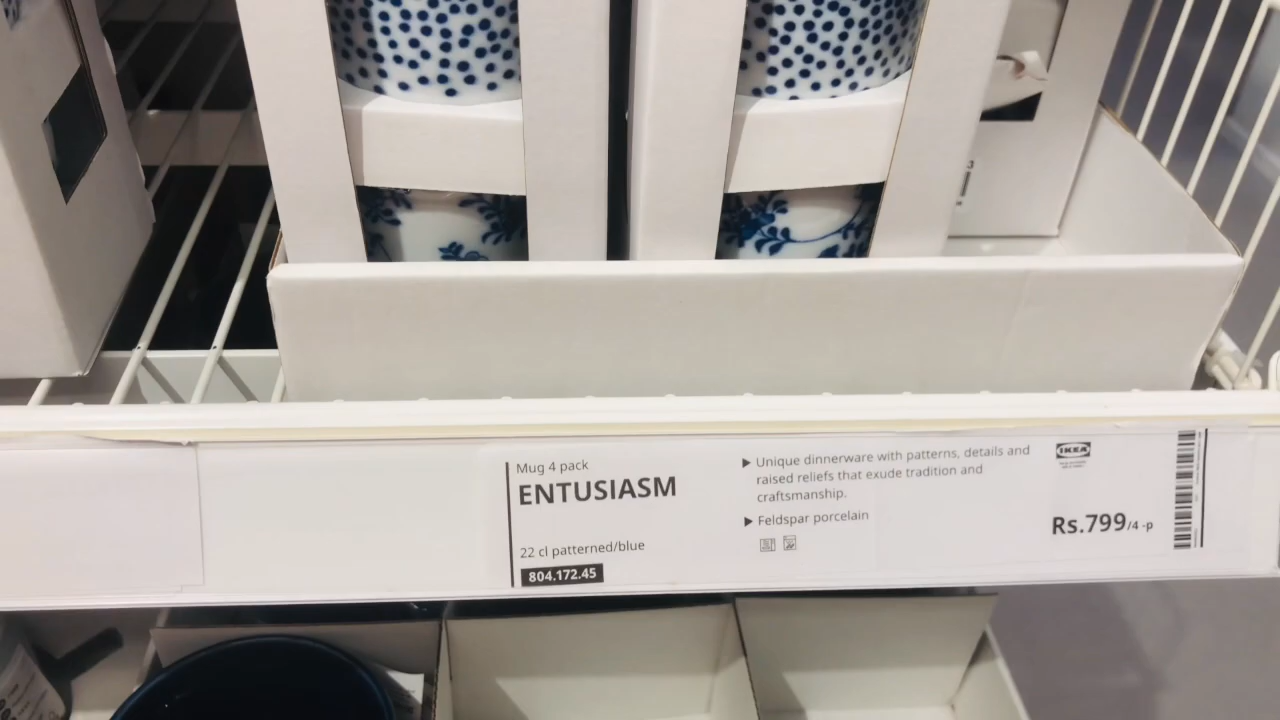 Mug 4 pack
ENTUSIASM
22 cl patterned/blue
804.172.45
▶ Unique dinnerware with patterns, details and
raised reliefs that exude tradition and
craftsmanship.
▶ Feldspar porcelain
IKEA
Rs.799/4 -p